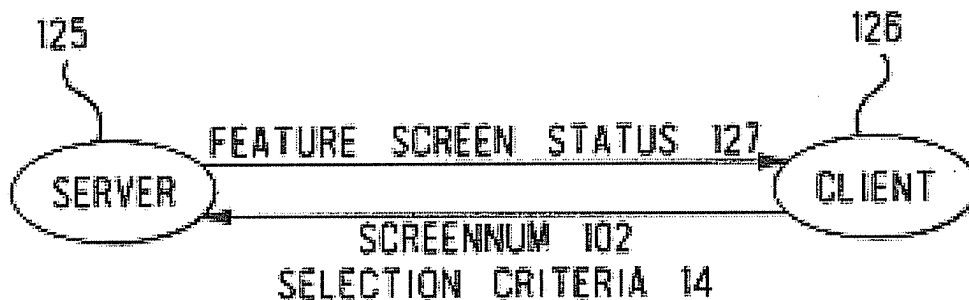 125
126
FEATURE SCREEN STATUS 127
SERVER
CLIENT
SCREENNUM 102
SELECTION CRITERIA 14